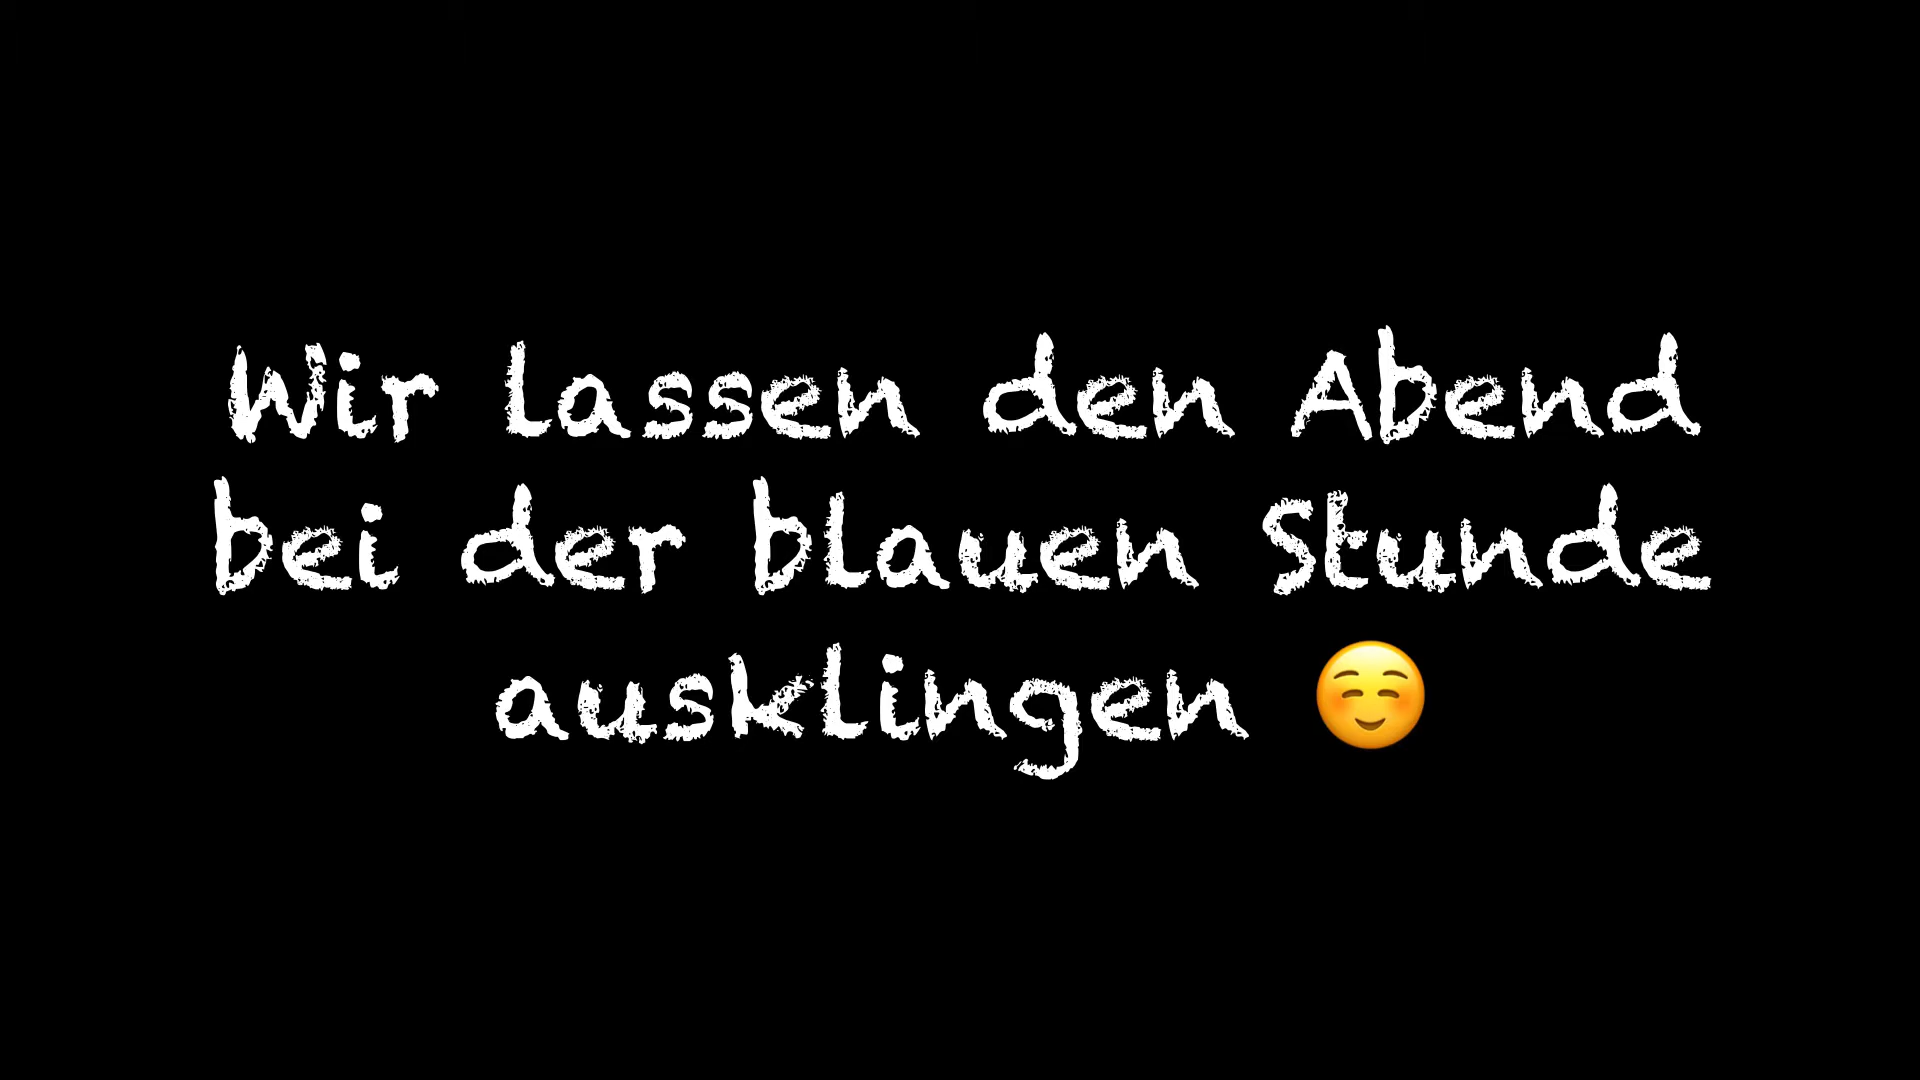 Wir lassen den Abend
bei der blauen Stunde
ausklingen ☺️